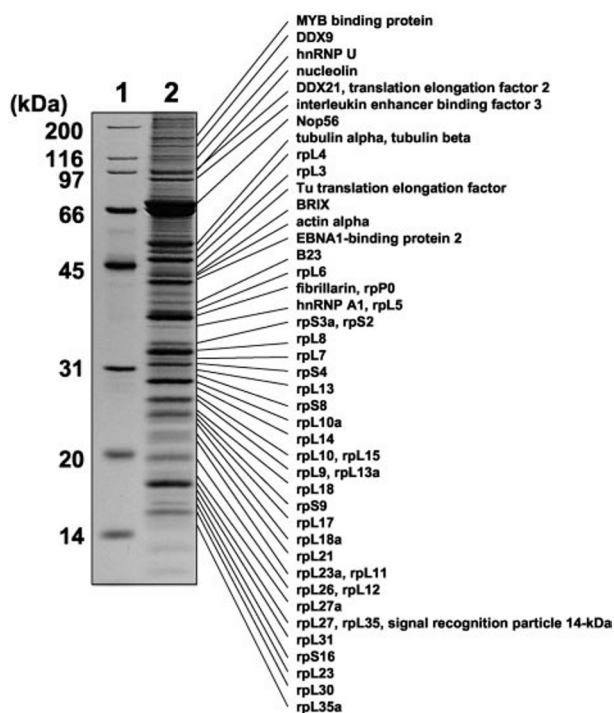 MYB binding protein
DDX9
hnRNP U
nucleolin
DDX21, translation elongation factor 2
interleukin enhancer binding factor 3
Nop56
tubulin alpha, tubulin beta
rpL4
rpL3
Tu translation elongation factor
BRIX
actin alpha
EBNA1-binding protein 2
B23
rpL6
fibrillarin, rpP0
hnRNP A1, rpL5
rpS3a, rpS2
rpL8
rpL7
rpS4
rpL13
rpS8
rpL10a
rpL14
rpL10, rpL15
rpL9, rpL13a
rpL18
rpS9
rpL17
rpL18a
rpL21
rpL23a, rpL11
rpL26, rpL12
rpL27a
rpL27, rpL35, signal recognition particle 14-kDa
rpL31
rpS16
rpL23
rpL30
rpL35a
(kDa) 1 2
200
116
97
66
45
31
20
14